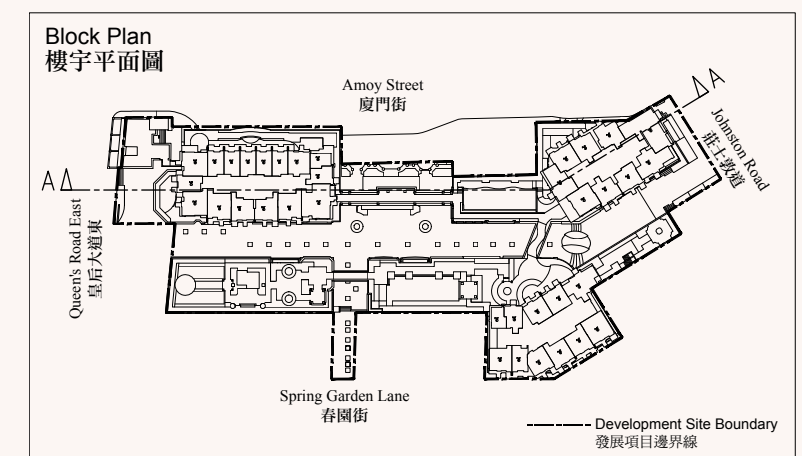 Block Plan
樓宇平面圖
Amoy Street
廈門街
A
Johnston Road
莊士敦道
A
Queen's Road East
皇后大道東
Spring Garden Lane
春園街
Development Site Boundary
發展項目邊界線